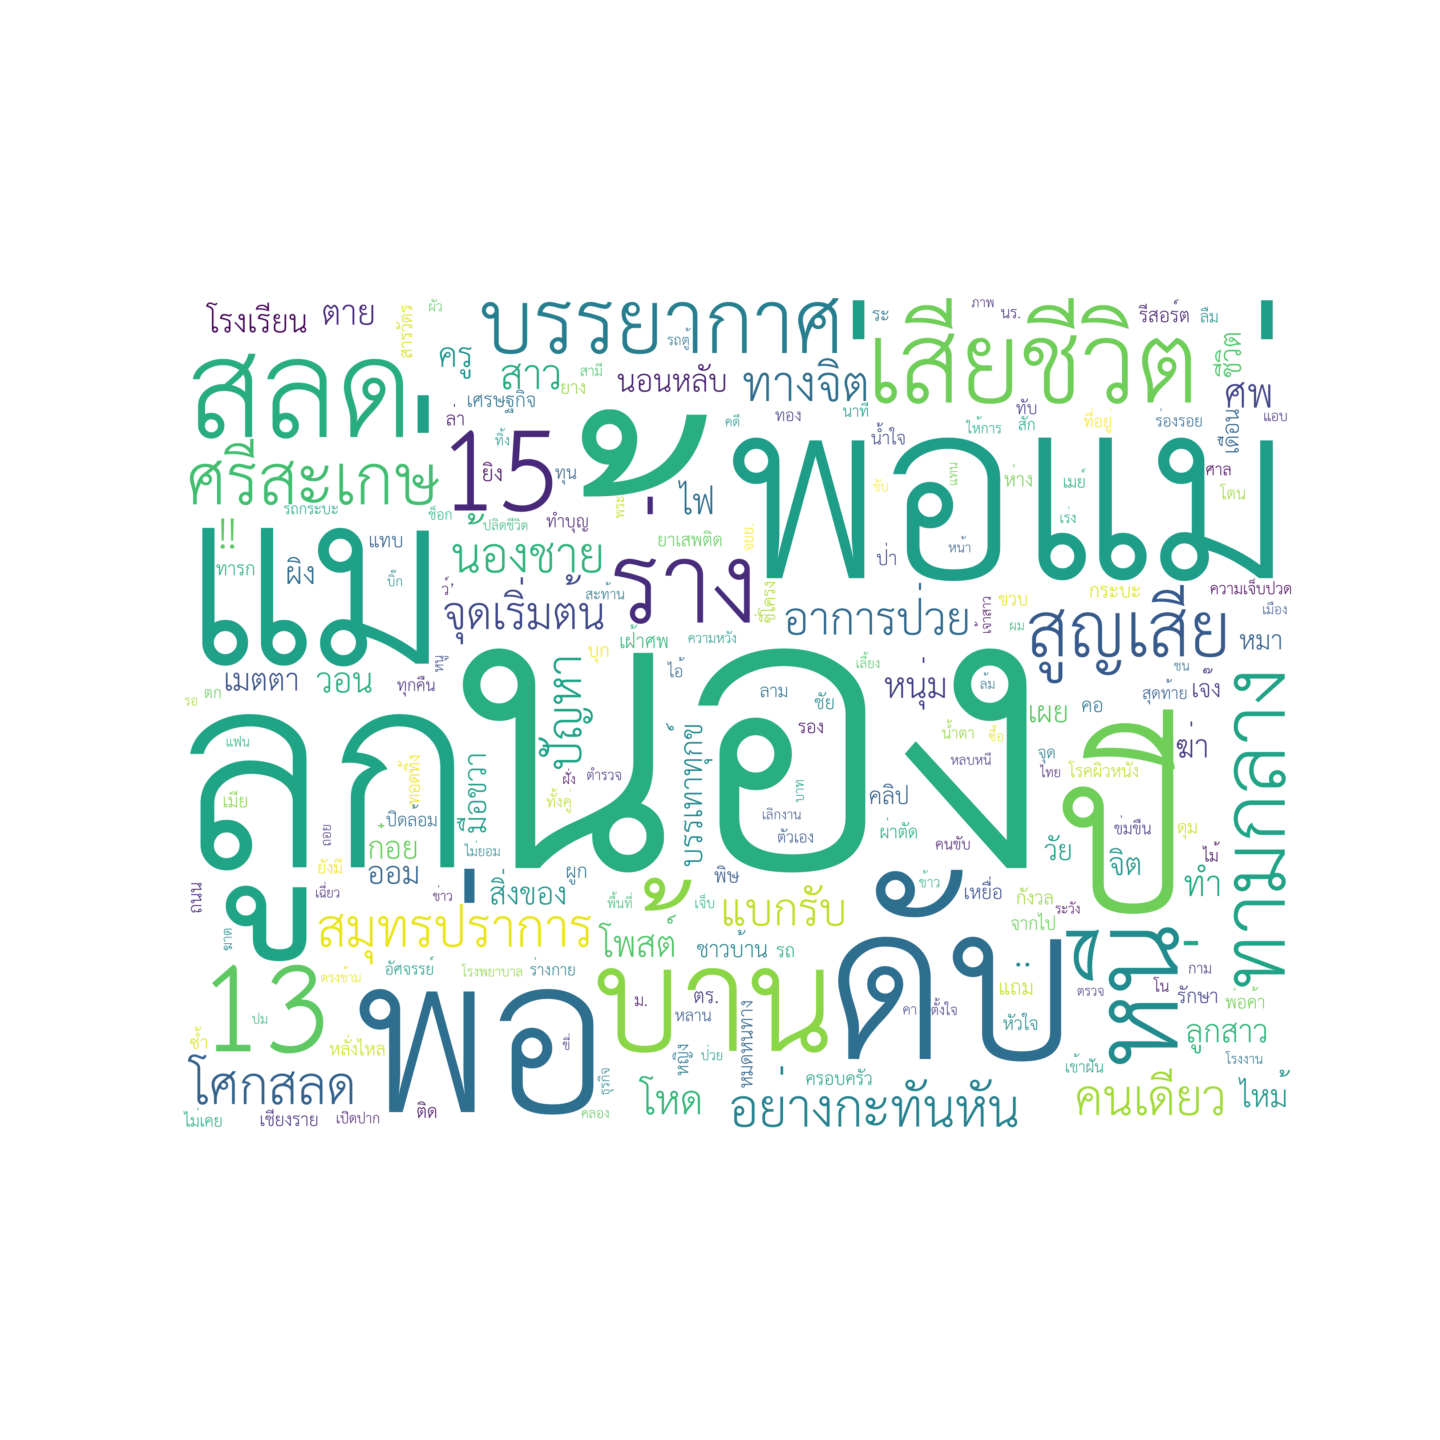 โรงเรียน
ตาย
สารวัตร
ผัว
บรรยากาศ
รถตู้
ระ
ภาพ
นร.
รีสอร์ต
ลืม
เสียชีวิต
ชีวิต
สลด
ครู
สาว
สามี
ยาง
นอนหลับ
ทางจิต
ศพ
เศรษฐกิจ
ล่า
ทิ้ง
คดี
ทอง
นาที
น้ำใจ
ให้การ
ทับ
สัก
ที่อยู่
เดือน
ร่องรอย
แอบ
ศรีสะเกษ
15
ยิง
ทุน
น้อง
พ่อแม่
ขับ
แทน
ห่าง
เมย์
ศาล
โดน
รถกระบะ
ช็อก
ปลิดชีวิต
ทำบุญ
พระ
ไฟ
ยาเสพติด
จยย.
ป่า
หน้า
เร่ง
!!
แม่
แทบ
ทารก
ผิง
บิ๊ก
น้องชาย
ร่าง
ความเจ็บปวด
จุดเริ่มต้น
สะท้าน
ชี้โครง
อาการป่วย
เจ้าสาว
ขวบ
ผม
กระบะ
สูญเสีย
เมือง
หมา
เฝ้าศพ
ความหวัง
บุก
ไอ้
เลี้ยง
หนุ่ม
ล้ม
ชน
สุดท้าย
เจ๊ง
เมตตา
วอน
ทุกคืน
หนู
รอ
ตก
ลูก
แฟน
เมีย
ปัญหา
ลาม
ชัย
รอง
เผย
คอ
น้ำตา
ชื่อ
ปี
ฆ่า
ทามกลาง
ทอดทิ้ง
มือขวา
ฝั่ง
ตำรวจ
ทั้งคู่
บรรเทาทุกข์
บาท
เลิกงาน
ตัวเอง
คลิป
หลบหนี
จุด
ไทย
โรคผิวหนัง
ปิดล้อม
ถอย
ก่อย
ไม่ยอม
ผ่าตัด
คนขับ
วัย
ข่มขืน
ดุม
ไม้
จิต
ทำ
ยังมี
ออม
ถนน
เฉี่ยว
ข่าว
สิ่งของ
ผูก
พิษ
ข้าว
เหยื่อ
กังวล
พื้นที่
เจ็บ
จากไป
ระวัง
สมุทรปราการ
แบกรับ
โพสต์
ชาวบ้าน
รถ
ฆาต
13
ปม
ตรงข้าม
อัศจรรย์
โรงพยาบาล
ร่างกาย
พ่อ
ขี่
บ้าน
ม.
ตร.
หลาน
ดับ
คา
ตั้งใจ
..
แถม
หัวใจ
หนี
ตรวจ
โน
กาม
รักษา
พ่อค้า
ลูกสาว
ซ้ำ
หลั่งไหล
โศกสลด
ธุรกิจ
หญิง
ป่วย
หมดหนทาง
ครอบครัว
เข้าฝัน
โรงงาน
ไม่เคย
เชียงราย
เปิดปาก
ติด
คลอง
โหด
อย่างกะทันหัน
คนเดียว
ไหม้